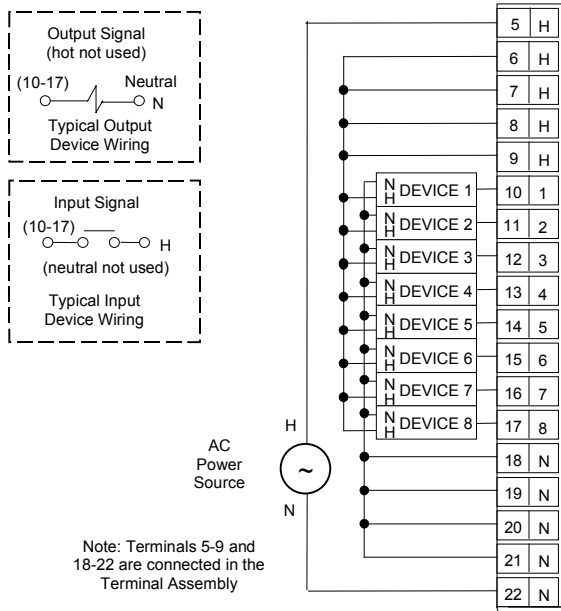 Output Signal
(hot not used)
(10-17) Neutral
N
Typical Output
Device Wiring
Input Signal
(10-17)
H
(neutral not used)
Typical Input
Device Wiring
5 H
6 H
7 H
8 H
9 H
N H DEVICE 1 10 1
N H DEVICE 2 11 2
N H DEVICE 3 12 3
N H DEVICE 4 13 4
N H DEVICE 5 14 5
N H DEVICE 6 15 6
N H DEVICE 7 16 7
N H DEVICE 8 17 8
18 N
19 N
20 N
21 N
22 N
H
AC
Power
Source
~
N
Note: Terminals 5-9 and
18-22 are connected in the
Terminal Assembly